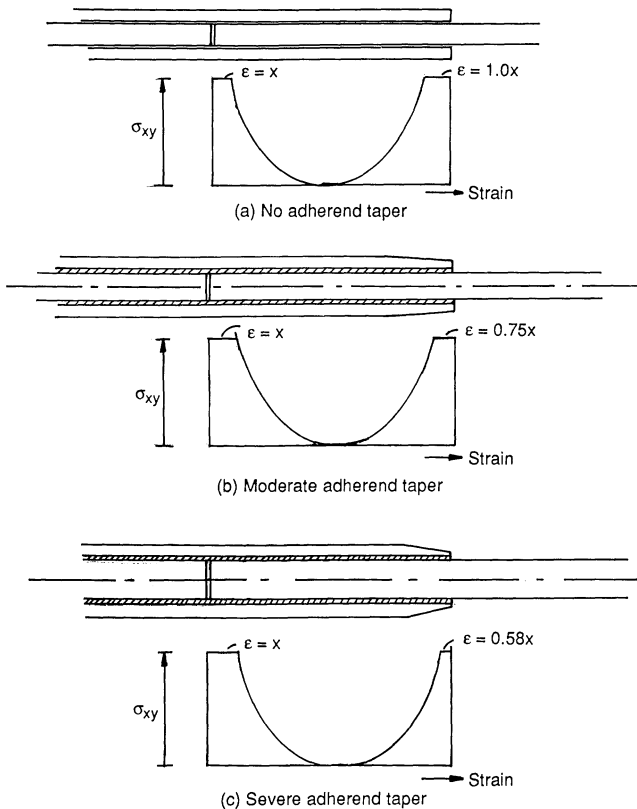 ε = x
ε = 1.0x
σxy
Strain
(a) No adherend taper
ε = x
ε = 0.75x
σxy
Strain
(b) Moderate adherend taper
ε = x
ε = 0.58x
σxy
Strain
(c) Severe adherend taper